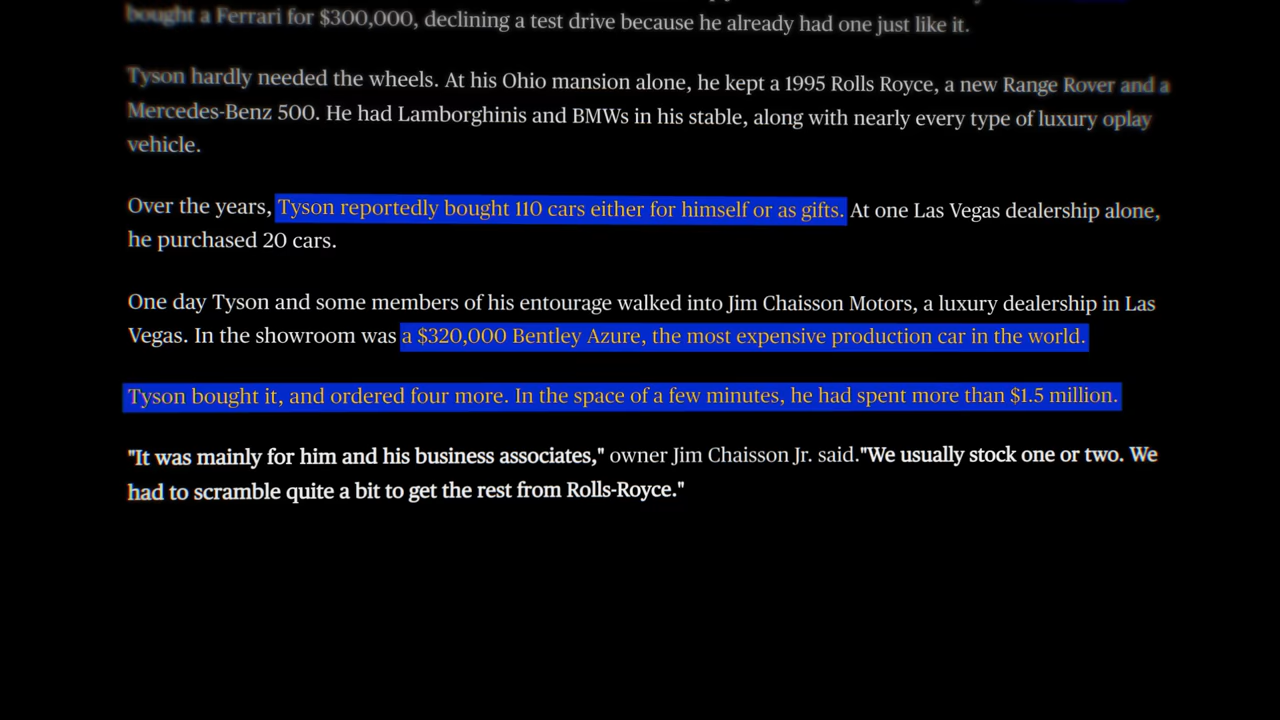 bought a Ferrari for $300,000, declining a test drive because he already had one just like it.
Tyson hardly needed the wheels. At his Ohio mansion alone, he kept a 1995 Rolls Royce, a new Range Rover and a
Mercedes-Benz 500. He had Lamborghinis and BMWs in his stable, along with nearly every type of luxury oplay
vehicle.
Over the years, Tyson reportedly bought 110 cars either for himself or as gifts. At one Las Vegas dealership alone,
he purchased 20 cars.
One day Tyson and some members of his entourage walked into Jim Chaisson Motors, a luxury dealership in Las
Vegas. In the showroom was a $320,000 Bentley Azure, the most expensive production car in the world.
Tyson bought it, and ordered four more. In the space of a few minutes, he had spent more than $1.5 million.
"It was mainly for him and his business associates," owner Jim Chaisson Jr. said."We usually stock one or two. We
had to scramble quite a bit to get the rest from Rolls-Royce."